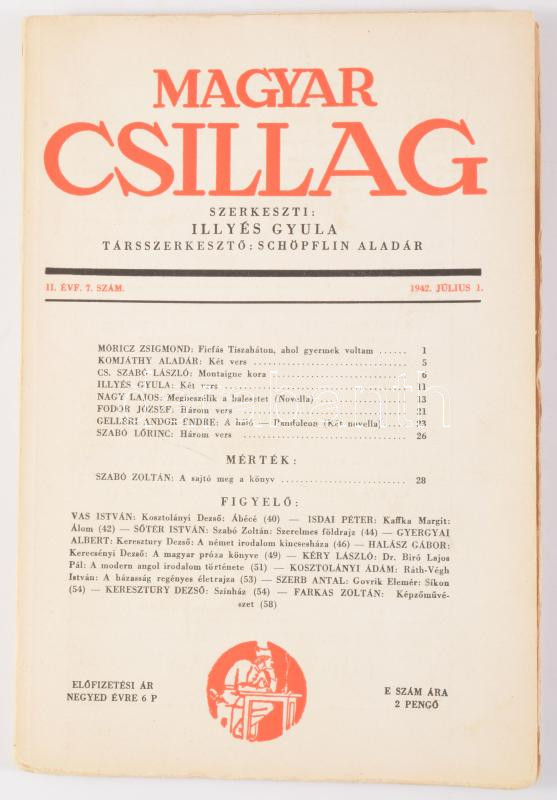 MAGYAR
CSILLAG
SZERKESZTI:
ILLYÉS GYULA
TÁRSSZERKESZTŐ: SCHÖPFLIN ALADÁR
II. ÉVF. 7. SZÁM. 1942. JÚLIUS 1.
MÓRICZ ZSIGMOND: Ficfás Tiszaháton, ahol gyermek voltam ...... 1
KOMJÁTHY ALADÁR: Két vers ...... 5
CS. SZABÓ LÁSZLÓ: Montaigne kora ...... 6
ILLYÉS GYULA: Két vers ...... 11
NAGY LAJOS: Megbeszélik a balesetet (Novella) ...... 13
FODOR JÓZSEF: Három vers ...... 21
GELLÉRI ANDOR ENDRE: A háló — Pandoleon (Két novella) .... 23
SZABÓ LŐRINC: Három vers ...... 26
MÉRTÉK:
SZABÓ ZOLTÁN: A sajtó meg a könyv ...... 28
FIGYELŐ:
VAS ISTVÁN: Kosztolányi Dezső: Ábécé (40) — ISDAI PÉTER: Kaffka Margit:
Álom (42) — SŐTÉR ISTVÁN: Szabó Zoltán: Szerelmes földrajz (44) — GYERGYAI
ALBERT: Keresztury Dezső: A német irodalom kincsesháza (46) — HALÁSZ GÁBOR:
Kerecsényi Dezső: A magyar próza könyve (49) — KÉRY LÁSZLÓ: Dr. Biró Lajos
Pál: A modern angol irodalom története (51) — KOSZTOLÁNYI ÁDÁM: Ráth-Végh
István: A házasság regényes életrajza (53) — SZERB ANTAL: Govrik Elemér: Síkon
(54) — KERESZTURY DEZSŐ: Színház (54) — FARKAS ZOLTÁN: Képzőművé-
szet (58)
ELŐFIZETÉSI ÁR
NEGYED ÉVRE 6 P
E SZÁM ÁRA
2 PENGŐ